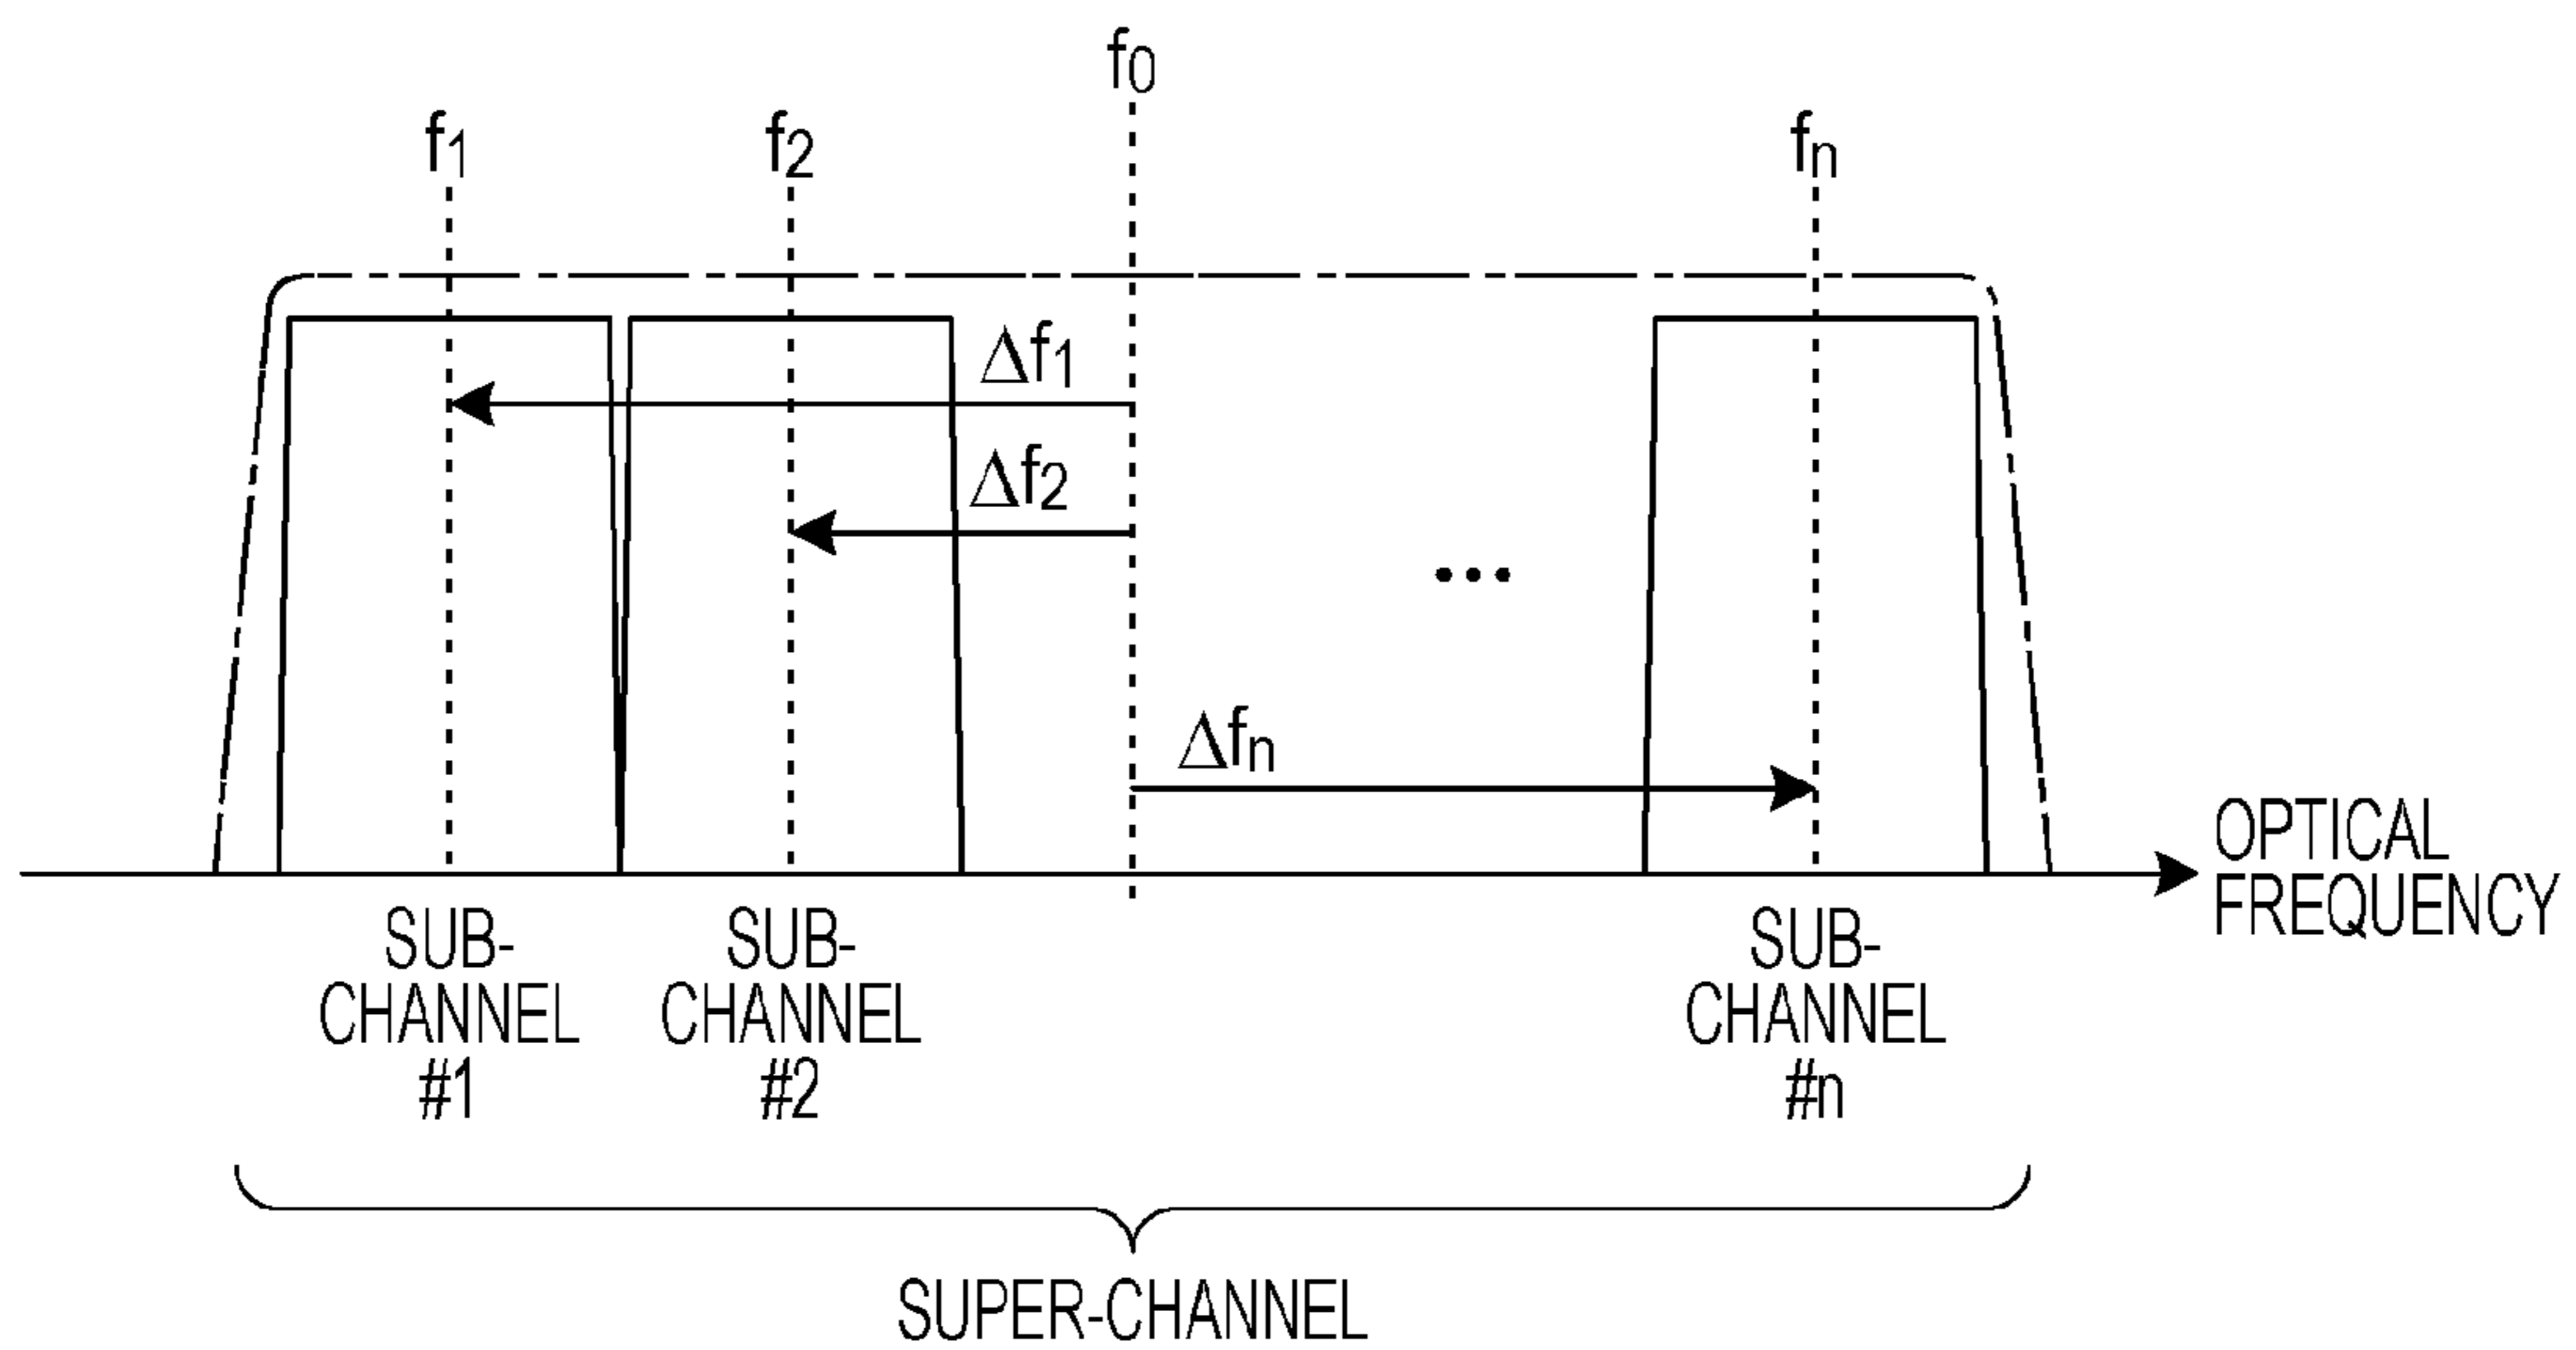 f0
f1
f2
fn
Δf1
Δf2
...
Δfn
OPTICAL
FREQUENCY
SUB-
CHANNEL
#1
SUB-
CHANNEL
#2
SUB-
CHANNEL
#n
SUPER-CHANNEL